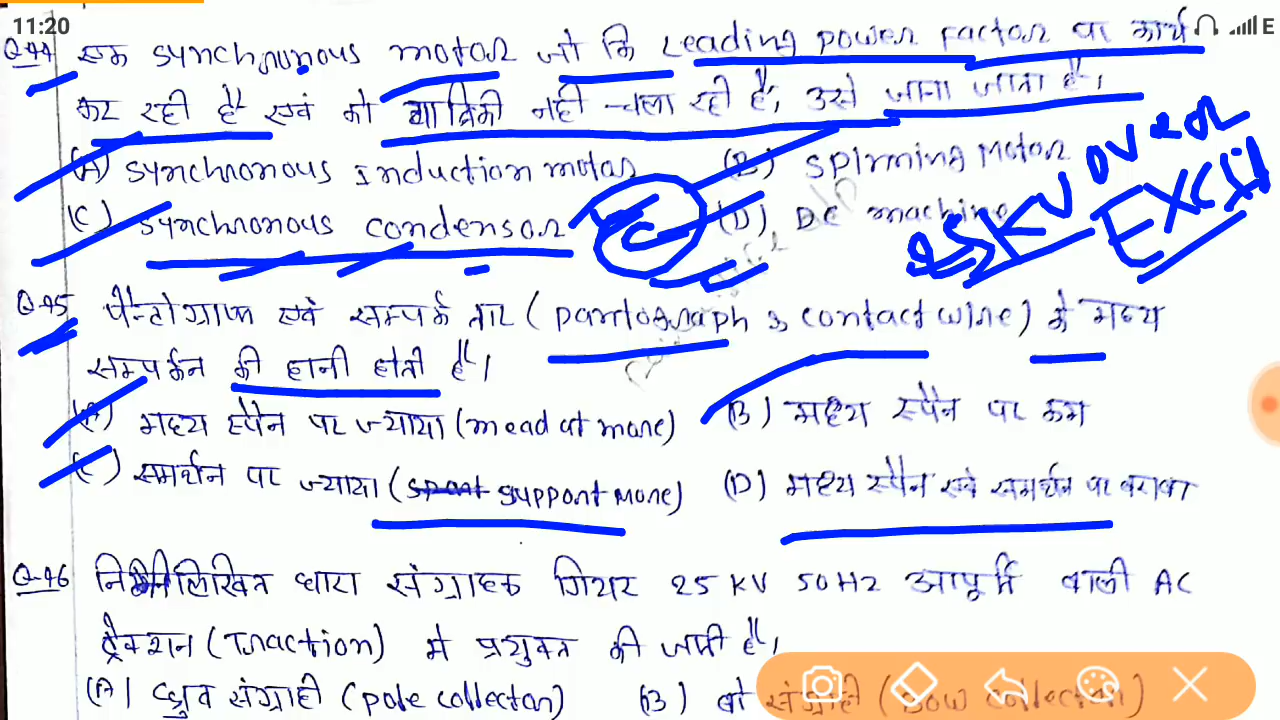 11:20 E
Q-44 एक synchronous motor जो कि Leading power factor पर कार्य
कर रही है एवं को यात्रिकी नही चला रही है, उसे जाना जाता है।
(A) synchronous Induction motor (B) spinning Motor
(C) synchronous condensor C (D) DC machine
25KV OVER EXCII
Q-45 पैन्टोग्राफ एवं सम्पर्क तार (pantograph & contact wire) के मध्य
सम्पर्कन की हानी होती है।
(A) मध्य स्पैन पर ज्याया (mead at more) (B) मध्य स्पैन पर कम
(C) समर्थन पर ज्याया (support more) (D) मध्य स्पैन एवं समर्थन पर बराबर
Q-46 निम्नलिखित धारा संग्राहक गियर 25 KV 50Hz आपूर्ति वाली AC
ट्रैक्शन (Traction) मे प्रयुक्त की जाती है।
(A) ध्रुव संग्राही (pole collector) (B) बो संग्राही (Bow collector)